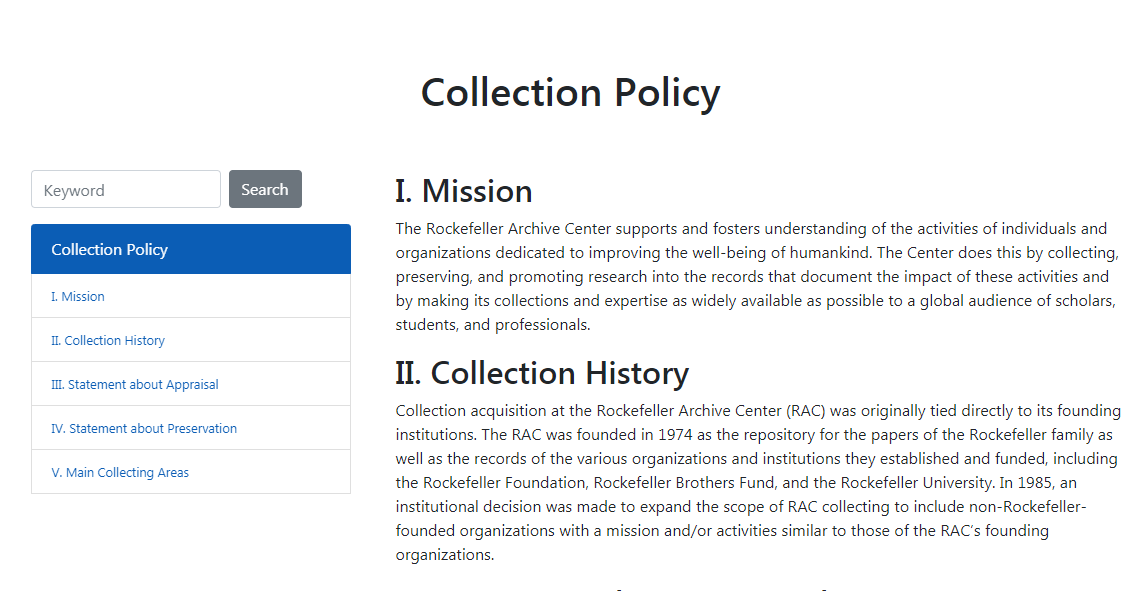 Collection Policy
Keyword
Search
Collection Policy
I. Mission
II. Collection History
III. Statement about Appraisal
IV. Statement about Preservation
V. Main Collecting Areas
I. Mission
The Rockefeller Archive Center supports and fosters understanding of the activities of individuals and
organizations dedicated to improving the well-being of humankind. The Center does this by collecting,
preserving, and promoting research into the records that document the impact of these activities and
by making its collections and expertise as widely available as possible to a global audience of scholars,
students, and professionals.
II. Collection History
Collection acquisition at the Rockefeller Archive Center (RAC) was originally tied directly to its founding
institutions. The RAC was founded in 1974 as the repository for the papers of the Rockefeller family as
well as the records of the various organizations and institutions they established and funded, including
the Rockefeller Foundation, Rockefeller Brothers Fund, and the Rockefeller University. In 1985, an
institutional decision was made to expand the scope of RAC collecting to include non-Rockefeller-
founded organizations with a mission and/or activities similar to those of the RAC’s founding
organizations.